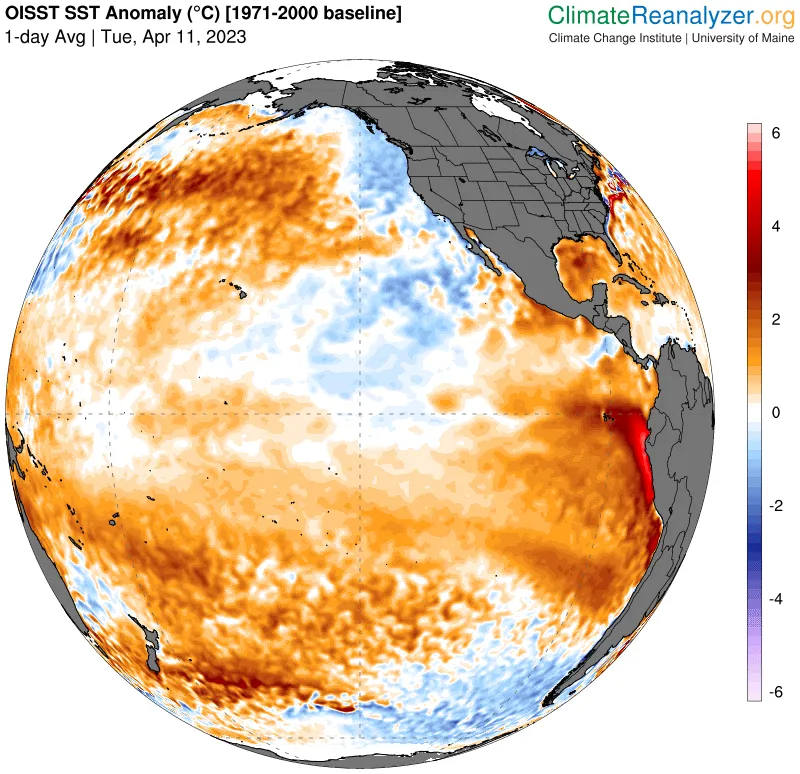 OISST SST Anomaly (°C) [1971-2000 baseline]
1-day Avg | Tue, Apr 11, 2023
ClimateReanalyzer.org
Climate Change Institute | University of Maine
6
4
2
0
-2
-4
-6